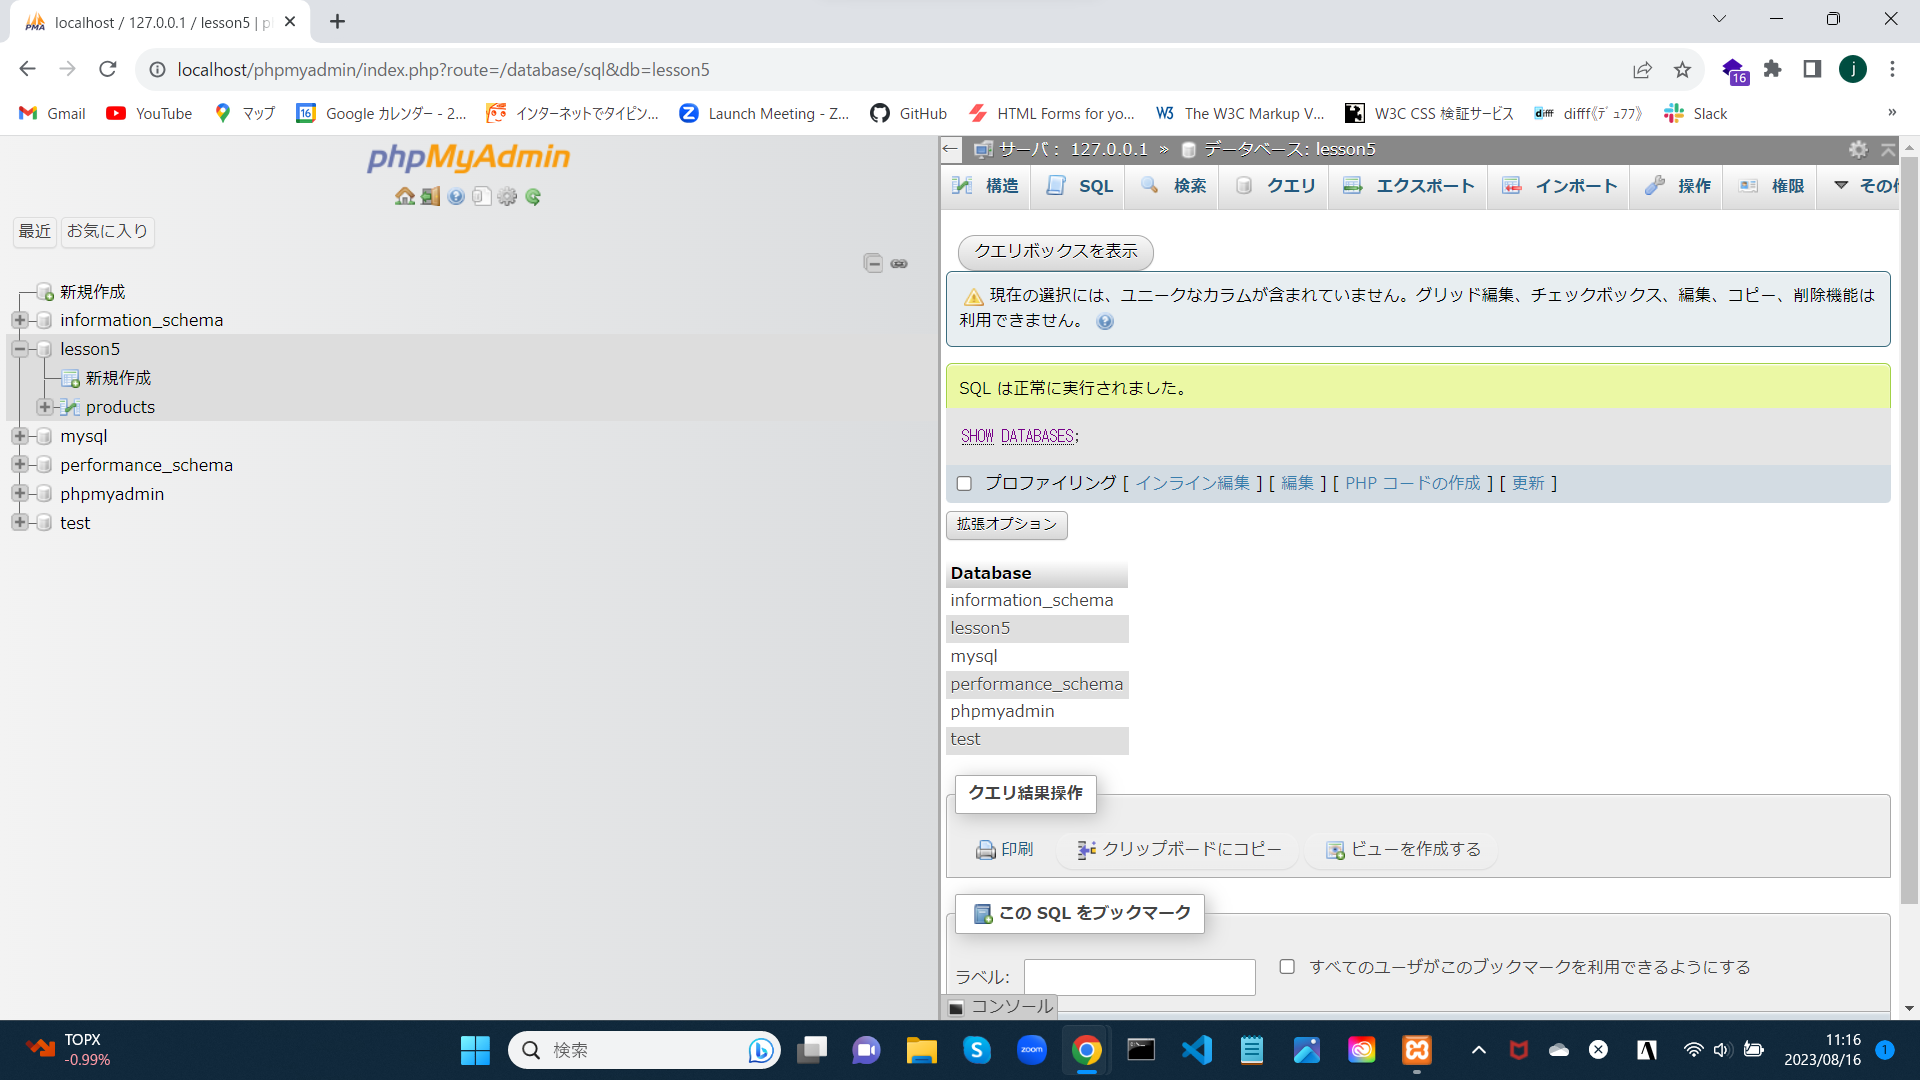 localhost / 127.0.0.1 / lesson5 | p
localhost/phpmyadmin/index.php?route=/database/sql&db=lesson5
16
j
Gmail
YouTube
マップ
16
Google カレンダー - 2...
インターネットでタイピン...
Launch Meeting - Z...
GitHub
HTML Forms for yo...
The W3C Markup V...
W3C CSS 検証サービス
difff《ﾃﾞｭﾌﾌ》
Slack
»
phpMyAdmin
最近
お気に入り
新規作成
information_schema
lesson5
新規作成
products
mysql
performance_schema
phpmyadmin
test
サーバ: 127.0.0.1 » データベース: lesson5
構造
SQL
検索
クエリ
エクスポート
インポート
操作
権限
その他
クエリボックスを表示
現在の選択には、ユニークなカラムが含まれていません。グリッド編集、チェックボックス、編集、コピー、削除機能は
利用できません。
SQL は正常に実行されました。
SHOW DATABASES;
プロファイリング [ インライン編集 ] [ 編集 ] [ PHP コードの作成 ] [ 更新 ]
拡張オプション
Database
information_schema
lesson5
mysql
performance_schema
phpmyadmin
test
クエリ結果操作
印刷
クリップボードにコピー
ビューを作成する
この SQL をブックマーク
ラベル:
すべてのユーザがこのブックマークを利用できるようにする
コンソール
TOPX
-0.99%
検索
zoom
11:16
2023/08/16
1